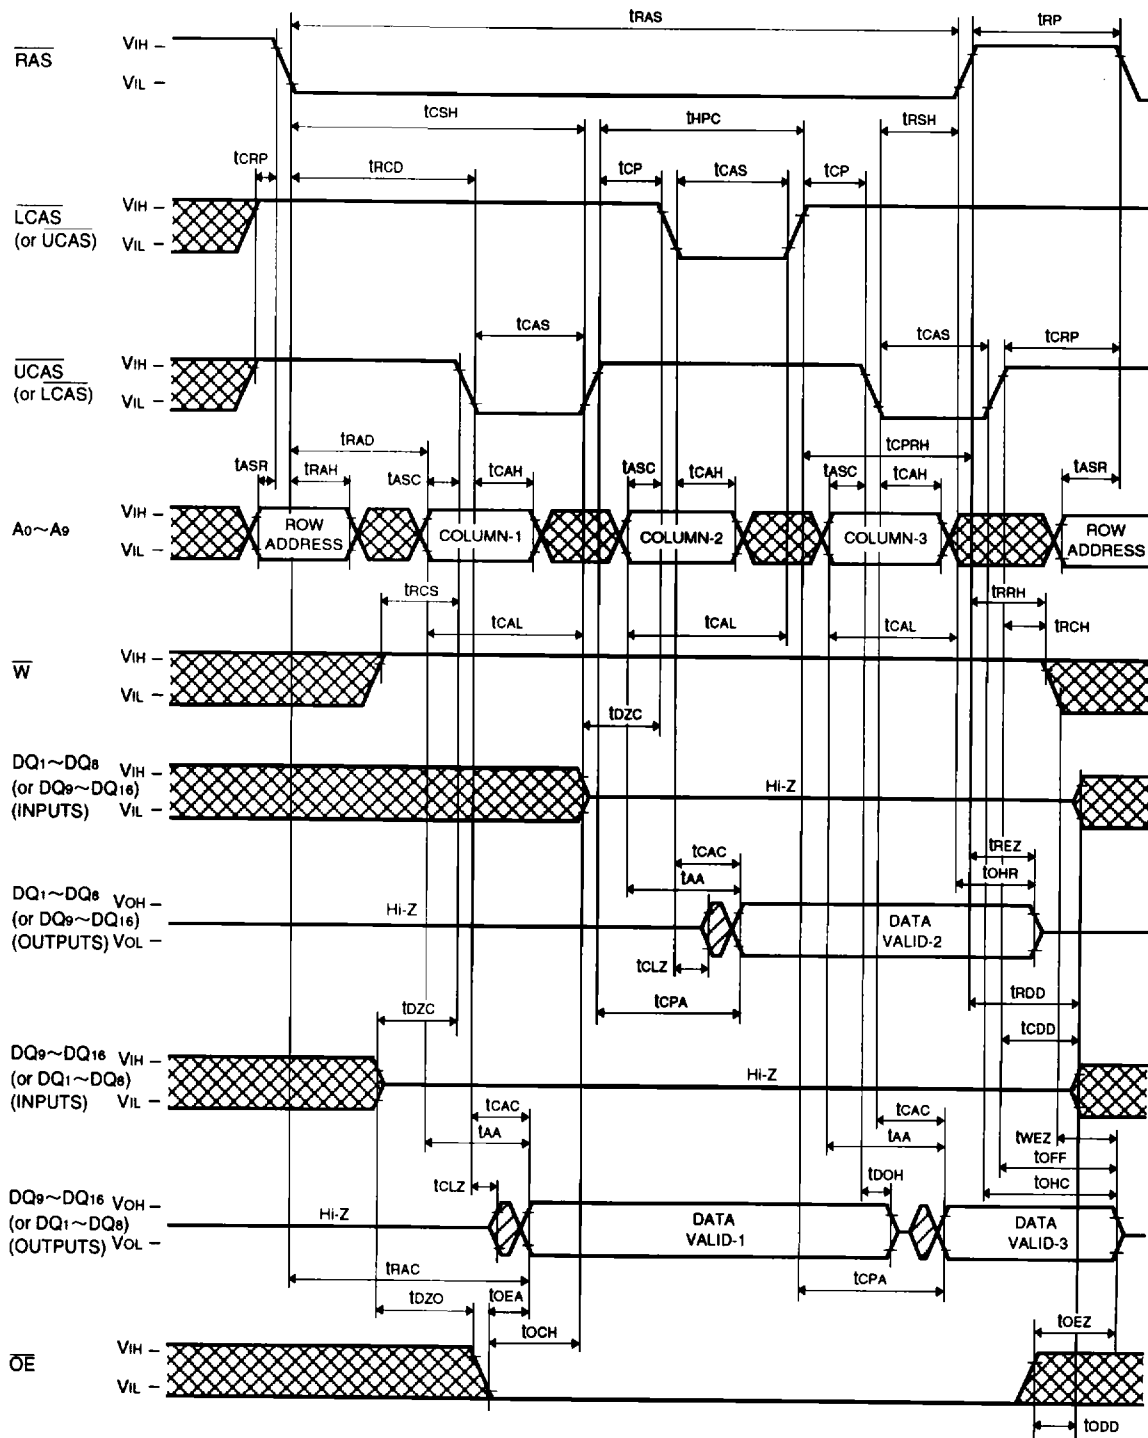 tRAS tRP
RAS VIH
VIL
tCSH tHPC tRSH
tCRP tRCD tCP tCAS tCP
LCAS VIH
(or UCAS) VIL
tCAS tCAS tCRP
UCAS VIH
(or LCAS) VIL
tRAD tCPRH
tASR tRAH tASC tCAH tASC tCAH tASC tCAH tASR
A0~A9 VIH
VIL
ROW ADDRESS COLUMN-1 COLUMN-2 COLUMN-3 ROW ADDRESS
tRCS tRRH
tCAL tCAL tCAL tRCH
W VIH
VIL
tDZC
DQ1~DQ8 VIH
(or DQ9~DQ16) Hi-Z
(INPUTS) VIL
tCAC tREZ
tAA tOHR
DQ1~DQ8 VOH
(or DQ9~DQ16) Hi-Z DATA
(OUTPUTS) VOL VALID-2
tCLZ
tDZC tCPA tRDD
tCDD
DQ9~DQ16 VIH
(or DQ1~DQ8) Hi-Z
(INPUTS) VIL
tCAC tCAC
tAA tAA tWEZ
tOFF
tCLZ tDOH tOHC
DQ9~DQ16 VOH
(or DQ1~DQ8) Hi-Z DATA DATA
(OUTPUTS) VOL VALID-1 VALID-3
tRAC tCPA
tDZO tOEA
tOCH tOEZ
OE VIH
VIL
tODD